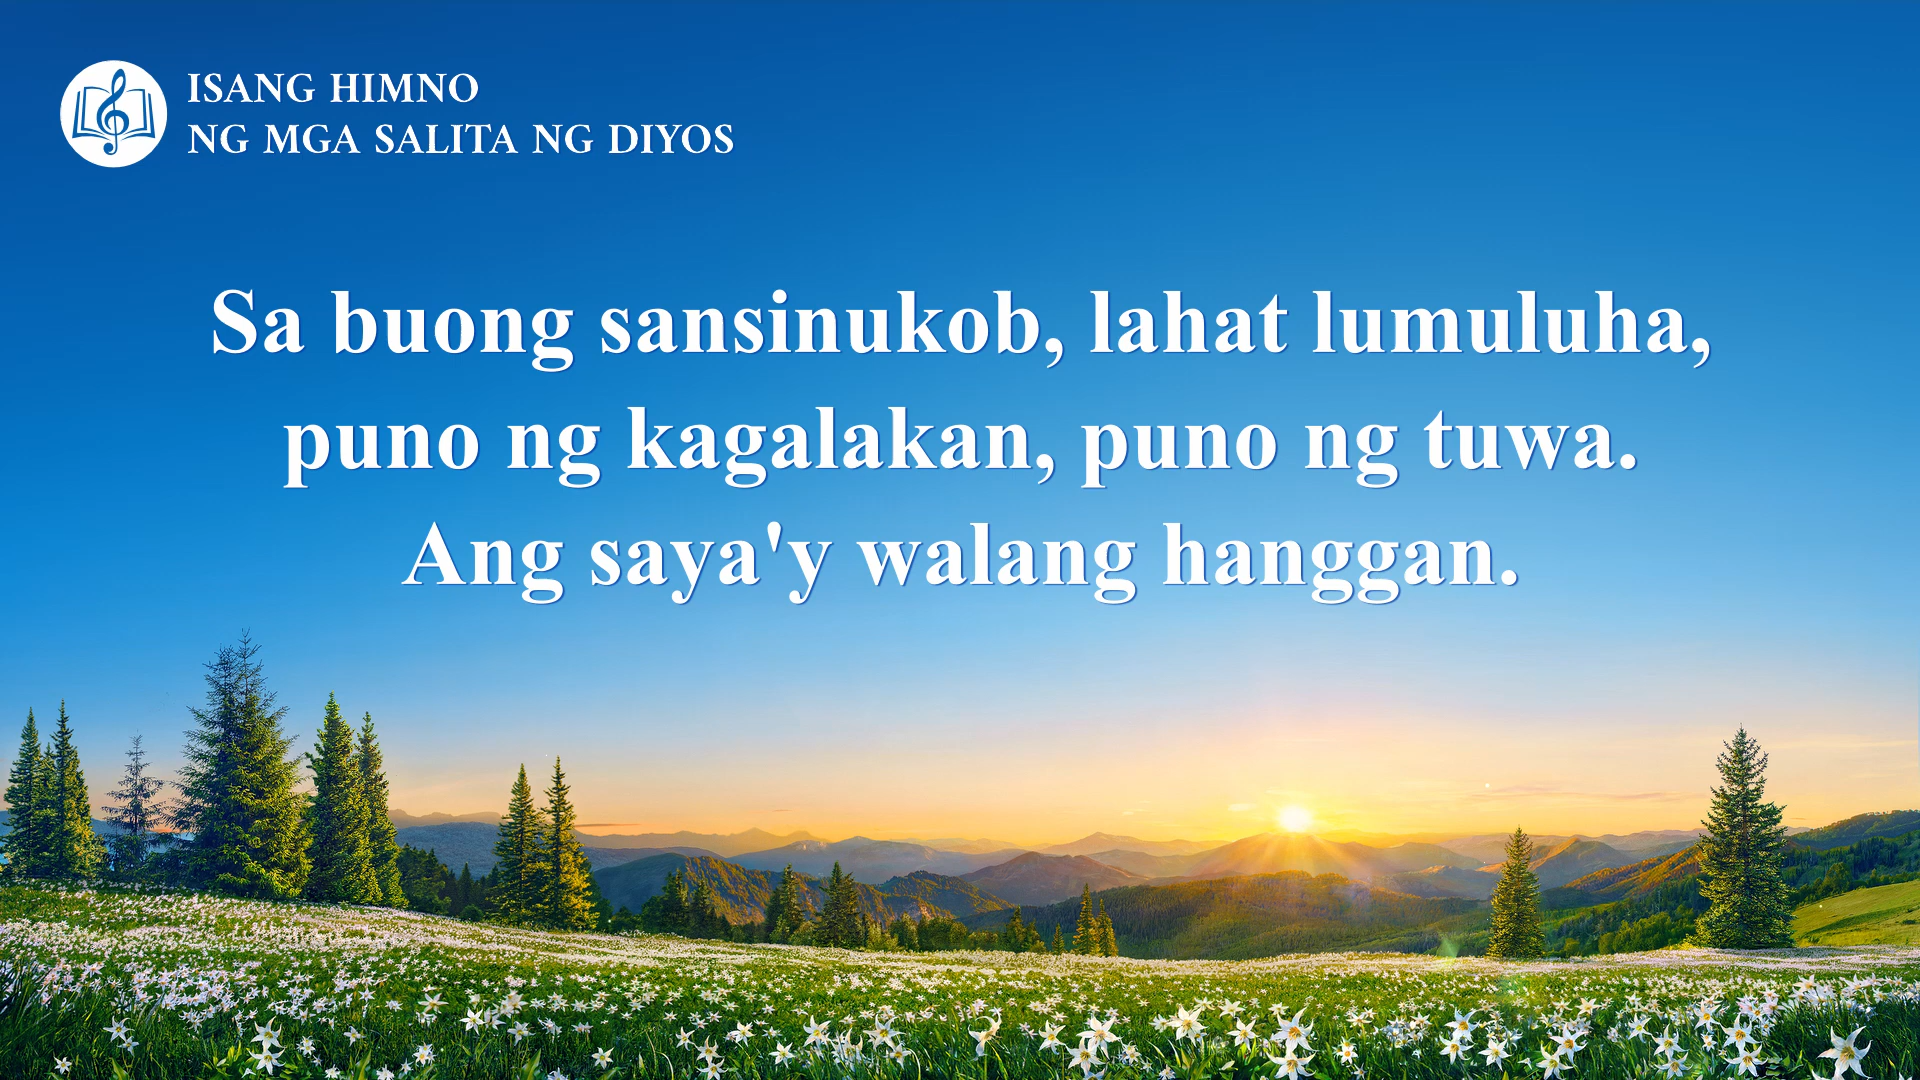 ISANG HIMNO
NG MGA SALITA NG DIYOS
Sa buong sansinukob, lahat lumuluha,
puno ng kagalakan, puno ng tuwa.
Ang saya'y walang hanggan.